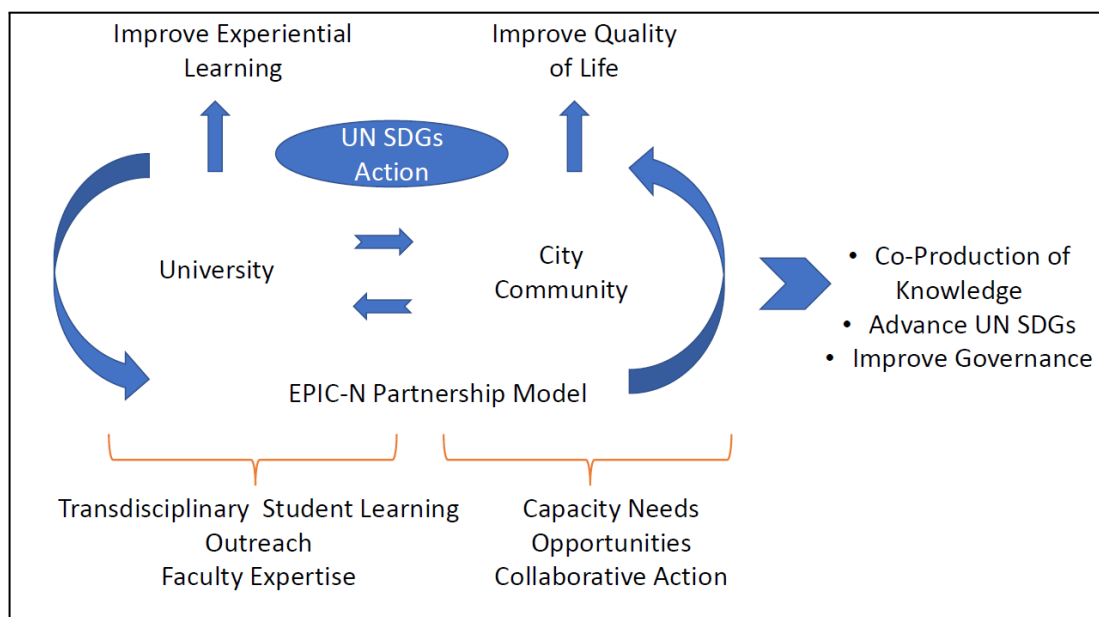 Improve Experiential
Learning
Improve Quality
of Life
UN SDGs
Action
University
City
Community
• Co-Production of
Knowledge
• Advance UN SDGs
• Improve Governance
EPIC-N Partnership Model
Transdisciplinary Student Learning
Outreach
Faculty Expertise
Capacity Needs
Opportunities
Collaborative Action